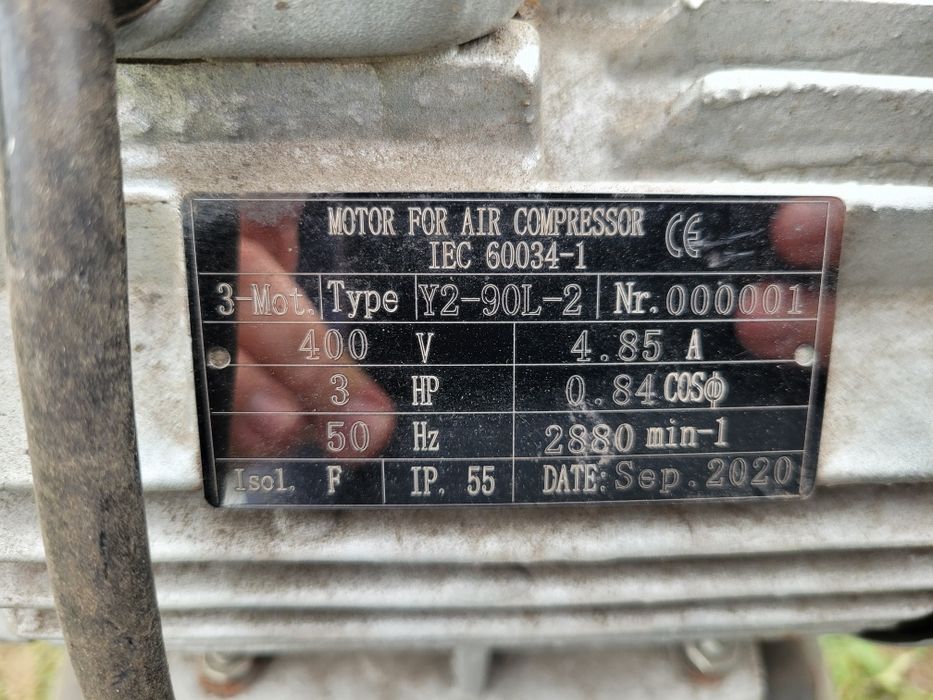 MOTOR FOR AIR COMPRESSOR CE
IEC 60034-1
3-Mot. Type Y2-90L-2 Nr. 000001
400 V 4.85 A
3 HP 0.84 COSϕ
50 Hz 2880 min-1
Isol. F IP. 55 DATE: Sep. 2020